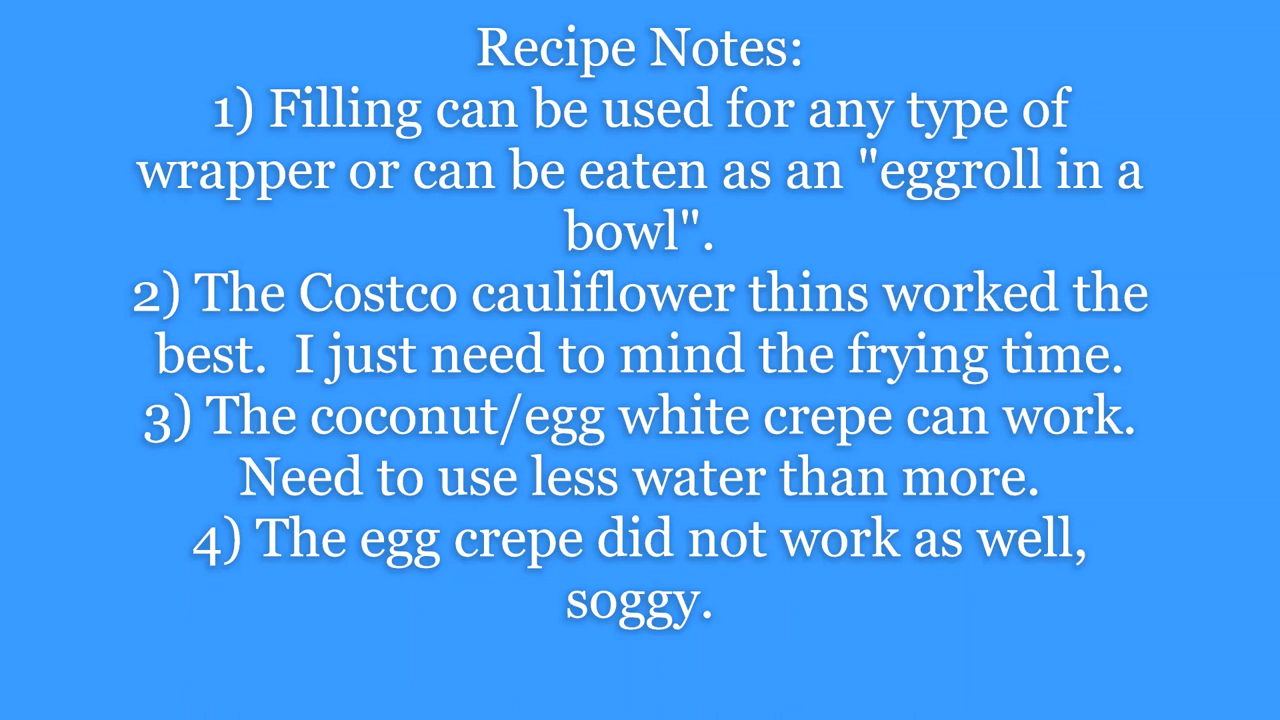 Recipe Notes:
1) Filling can be used for any type of
wrapper or can be eaten as an "eggroll in a
bowl".
2) The Costco cauliflower thins worked the
best.  I just need to mind the frying time.
3) The coconut/egg white crepe can work.
Need to use less water than more.
4) The egg crepe did not work as well,
soggy.